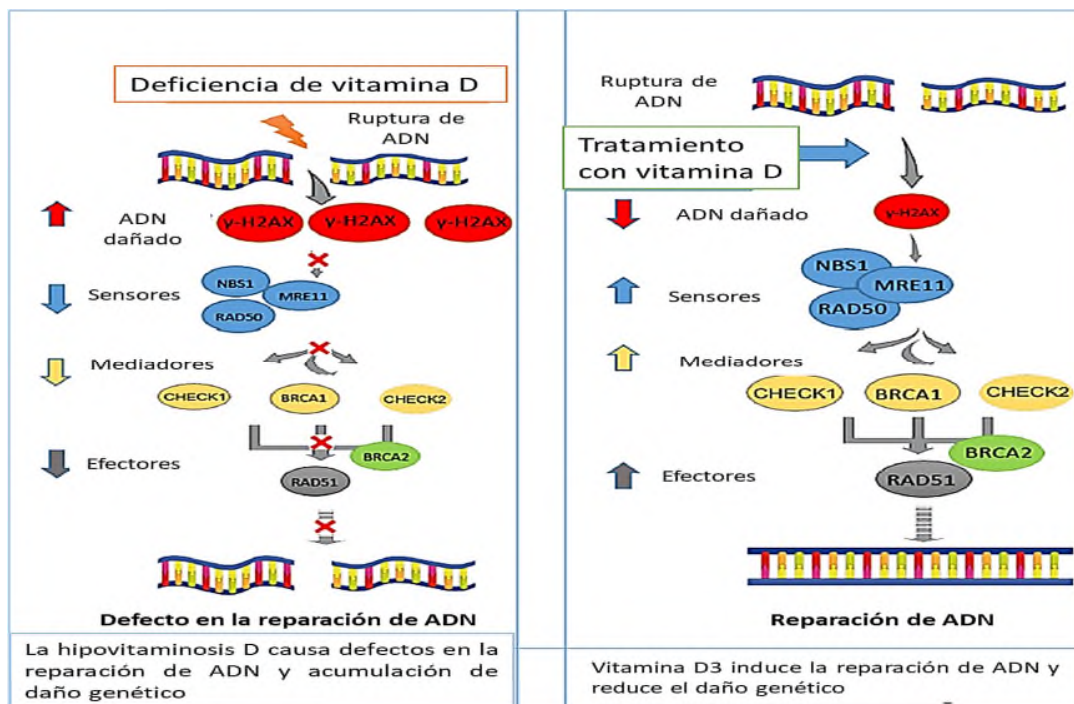 Deficiencia de vitamina D
Ruptura de
ADN
ADN
dañado
γ-H2AX
γ-H2AX
γ-H2AX
Sensores
NBS1
MRE11
RAD50
Mediadores
CHECK1
BRCA1
CHECK2
Efectores
BRCA2
RAD51
Defecto en la reparación de ADN
La hipovitaminosis D causa defectos en la
reparación de ADN y acumulación de
daño genético
Ruptura de
ADN
Tratamiento
con vitamina D
ADN dañado
γ-H2AX
Sensores
NBS1
MRE11
RAD50
Mediadores
CHECK1
BRCA1
CHECK2
BRCA2
Efectores
RAD51
Reparación de ADN
Vitamina D3 induce la reparación de ADN y
reduce el daño genético